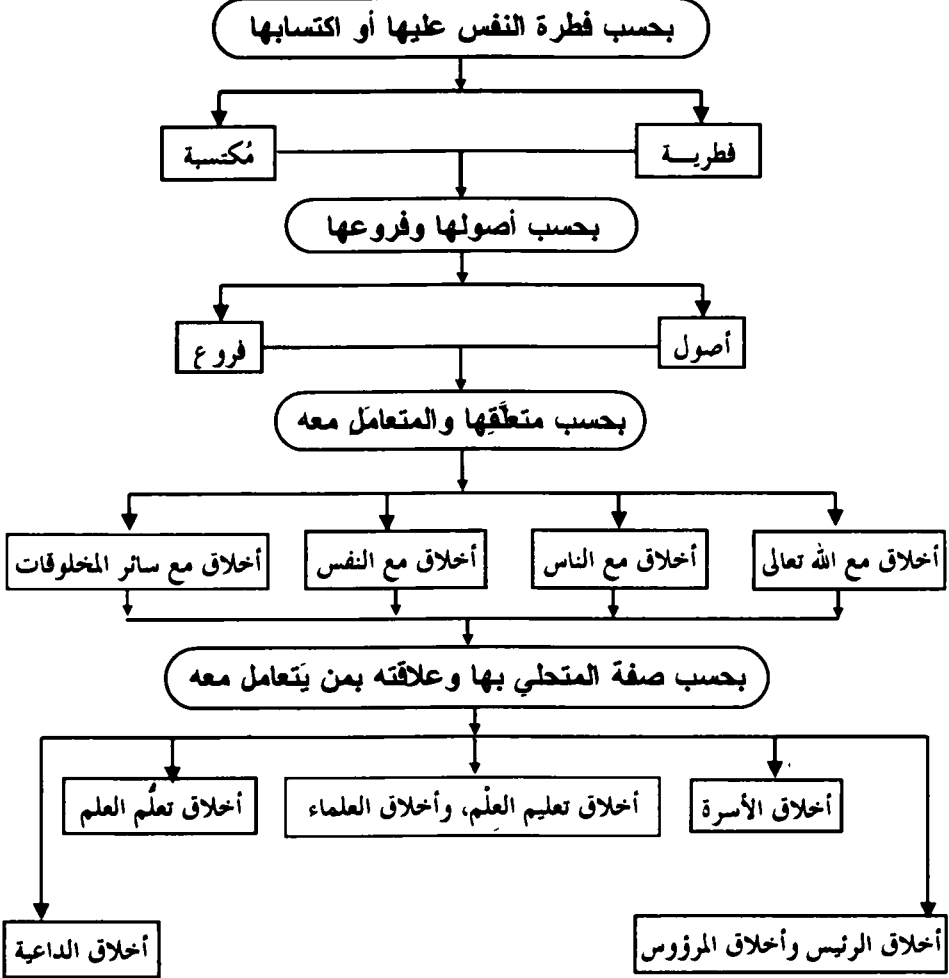 بحسب فطرة النفس عليها أو اكتسابها
فطريـــة
مُكتسبة
بحسب أصولها وفروعها
أصول
فروع
بحسب متعلَّقِها والمتعامَلِ معه
أخلاق مع الله تعالى
أخلاق مع الناس
أخلاق مع النفس
أخلاق مع سائر المخلوقات
بحسب صفة المتحلي بها وعلاقته بمن يَتعامل معه
أخلاق الأسرة
أخلاق تعليم العِلْم، وأخلاق العلماء
أخلاق تعلُّم العلم
أخلاق الرئيس وأخلاق المرؤوس
أخلاق الداعية